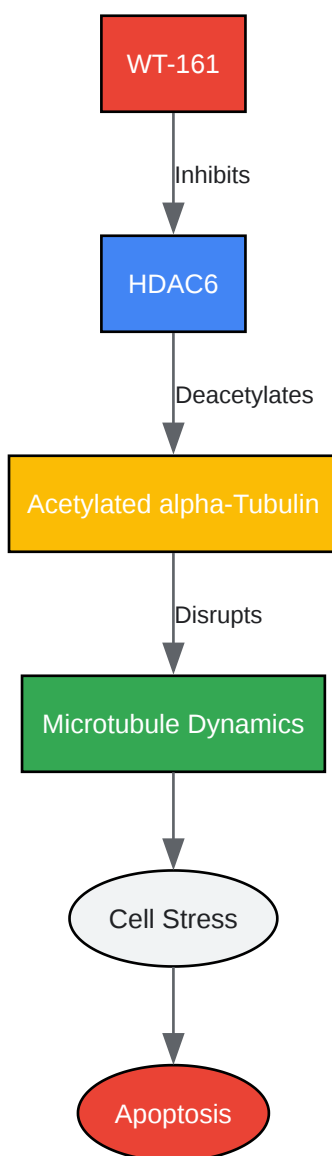 WT-161
Inhibits
HDAC6
Deacetylates
Acetylated alpha-Tubulin
Disrupts
Microtubule Dynamics
Cell Stress
Apoptosis